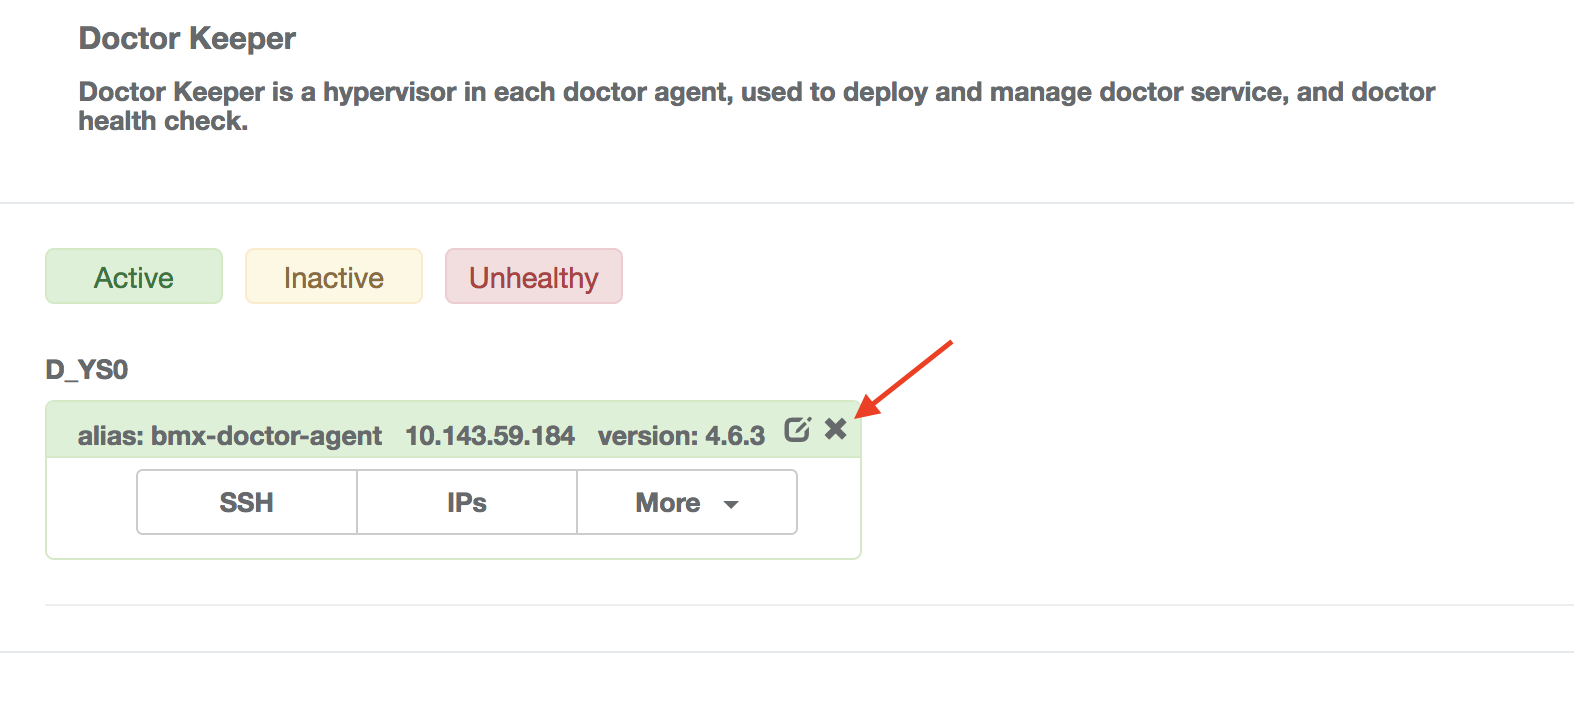 Doctor Keeper
Doctor Keeper is a hypervisor in each doctor agent, used to deploy and manage doctor service, and doctor
health check.
Active Inactive Unhealthy
D_YS0
alias: bmx-doctor-agent 10.143.59.184 version: 4.6.3
SSH IPs More